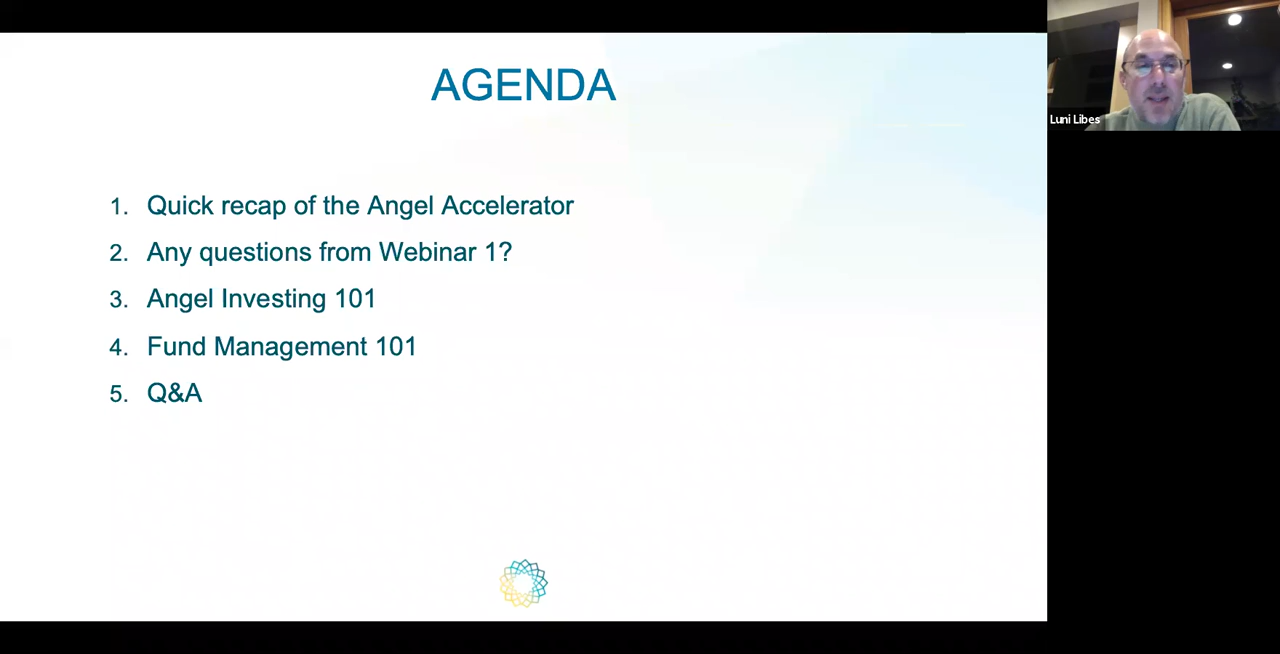 AGENDA
1. Quick recap of the Angel Accelerator
2. Any questions from Webinar 1?
3. Angel Investing 101
4. Fund Management 101
5. Q&A
Luni Libes